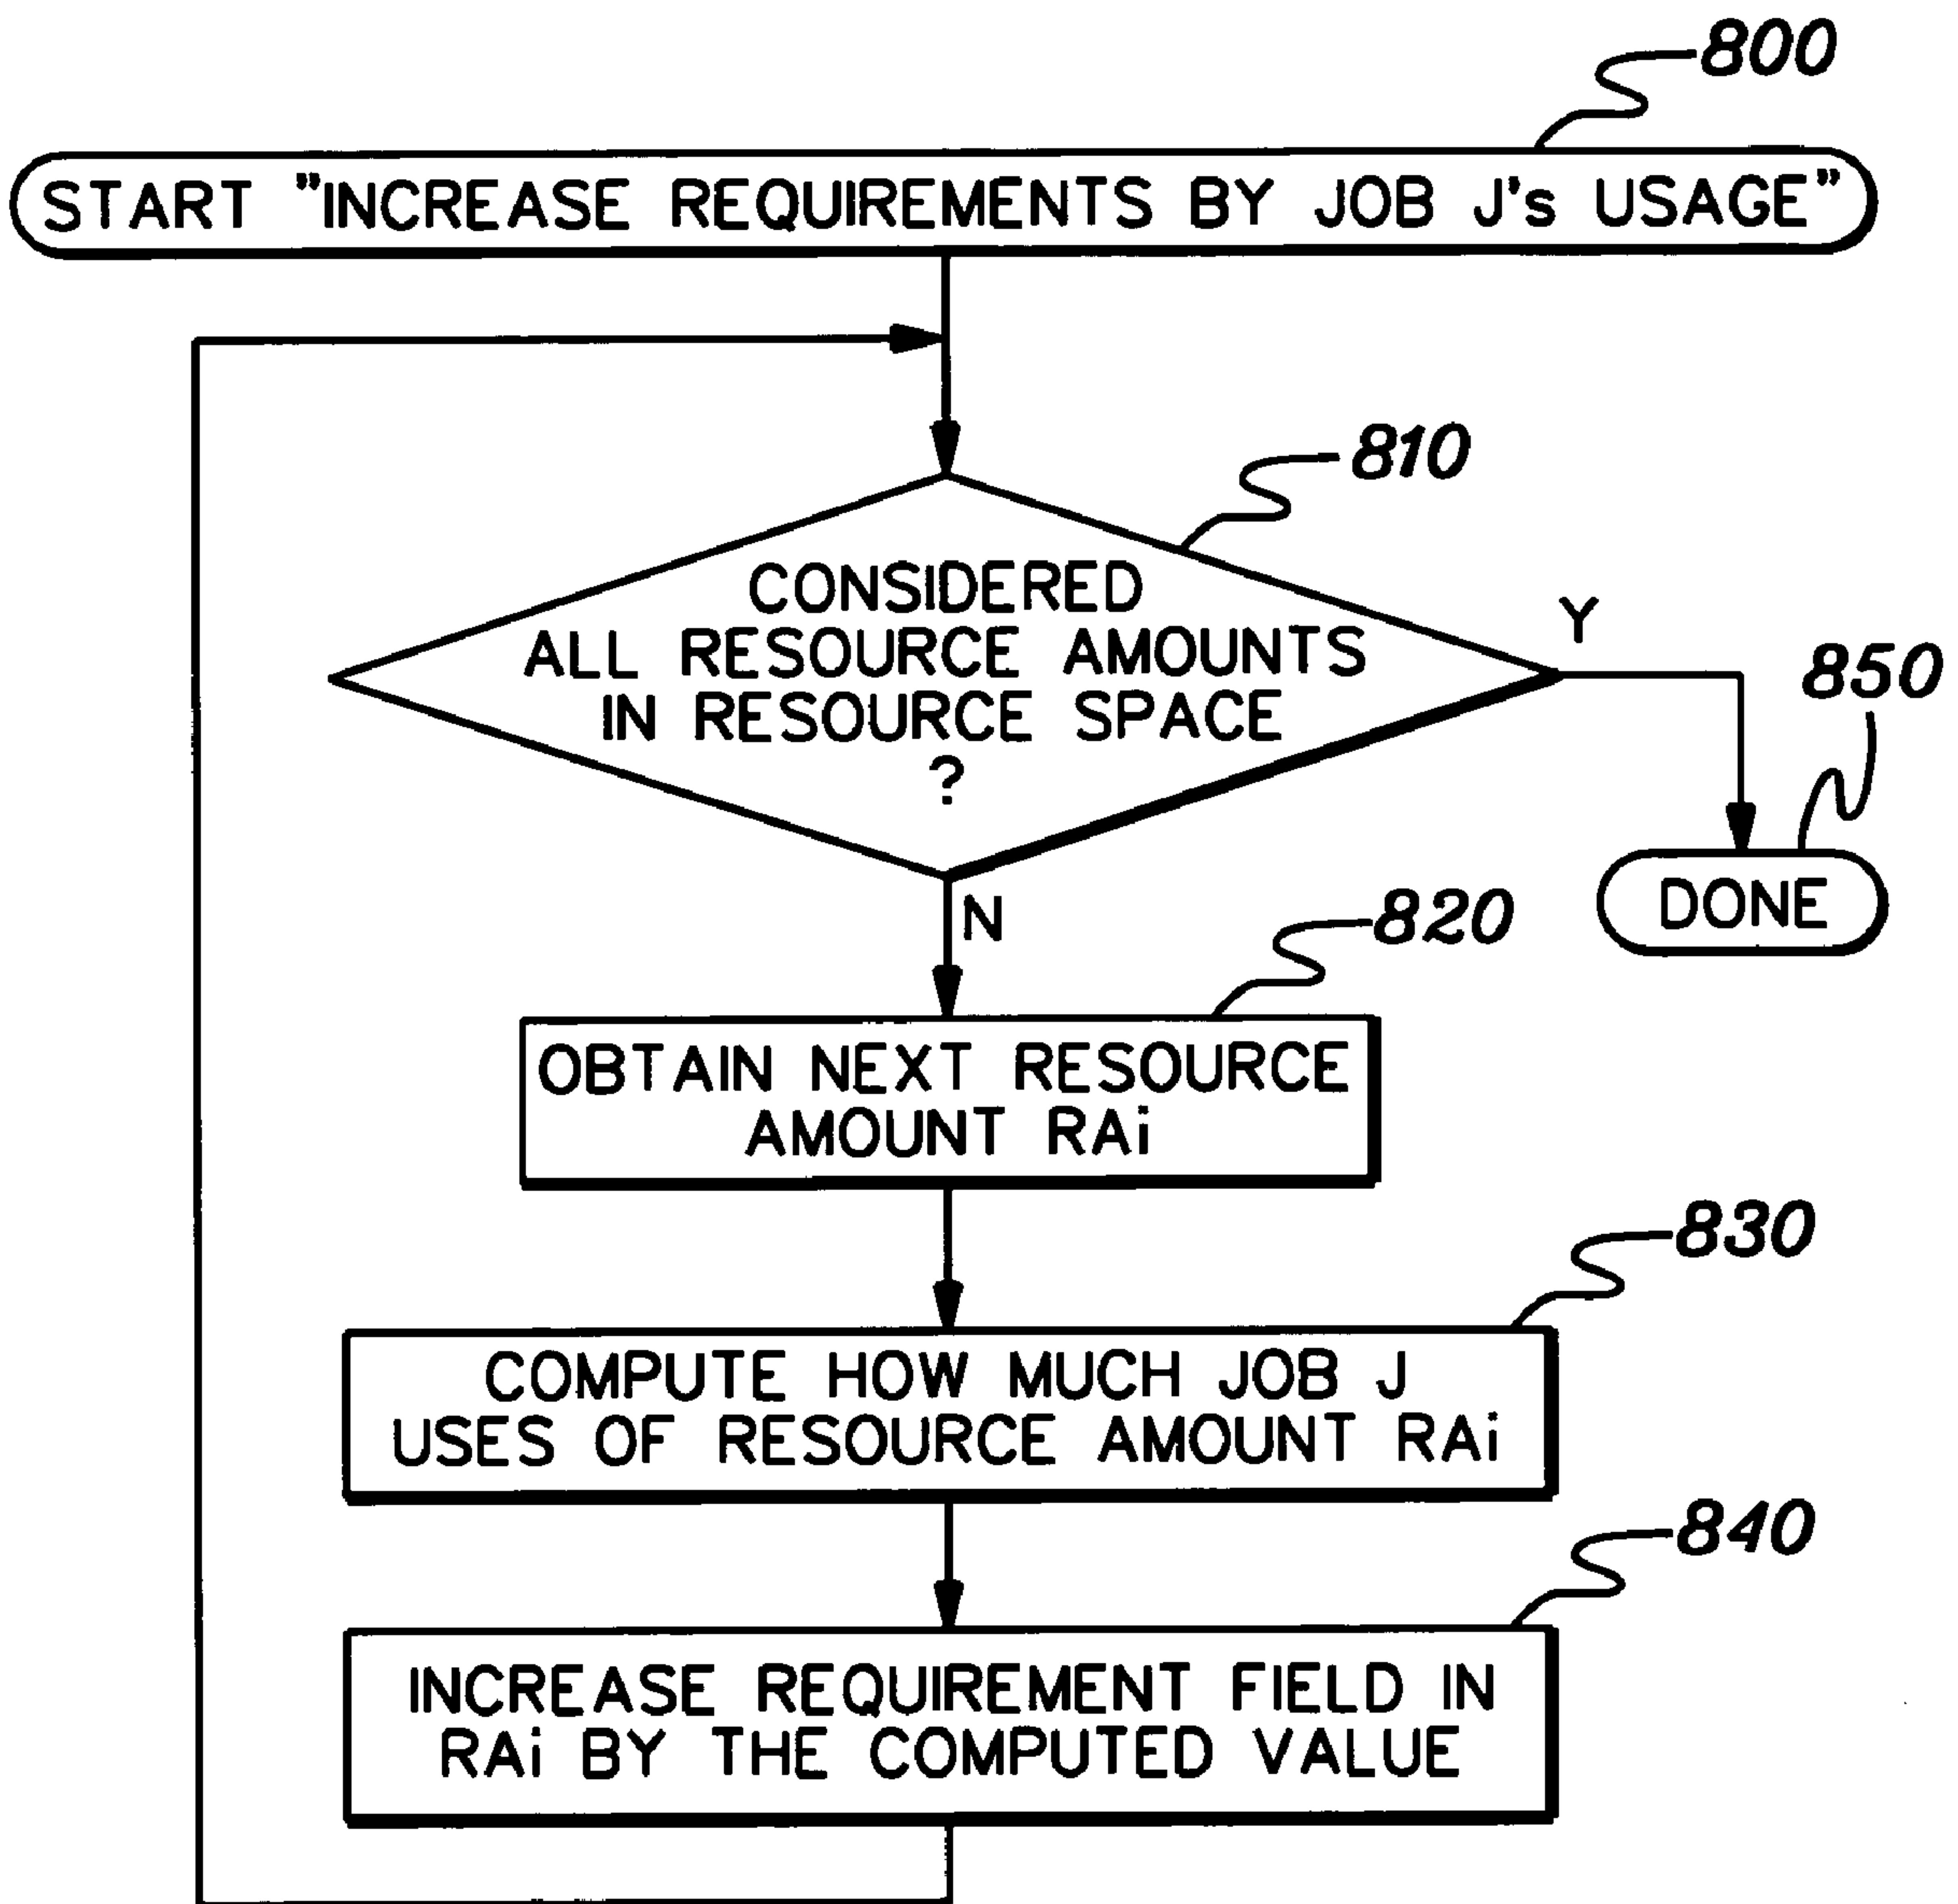 800
START "INCREASE REQUIREMENTS BY JOB J's USAGE"
810
CONSIDERED
ALL RESOURCE AMOUNTS
IN RESOURCE SPACE
?
Y
850
DONE
N
820
OBTAIN NEXT RESOURCE
AMOUNT RAi
830
COMPUTE HOW MUCH JOB J
USES OF RESOURCE AMOUNT RAi
840
INCREASE REQUIREMENT FIELD IN
RAi BY THE COMPUTED VALUE